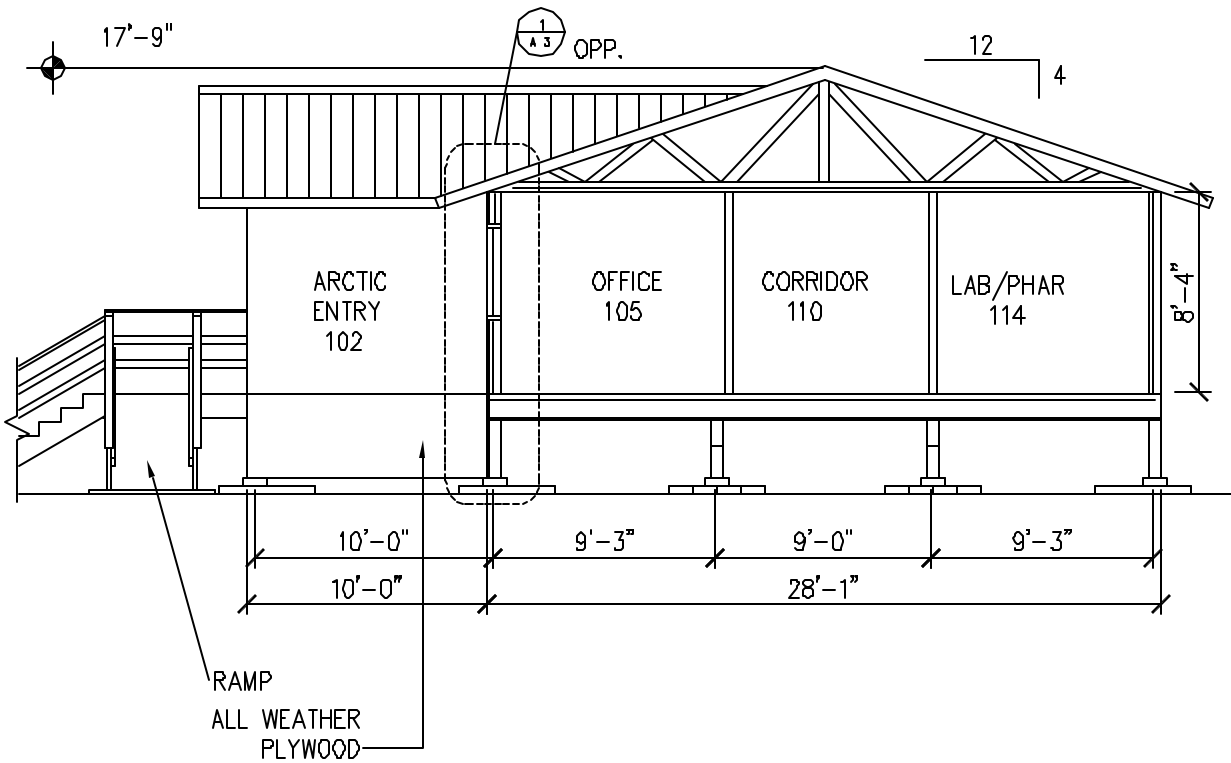 17'-9"
1
A 3
OPP.
12
4
ARCTIC
ENTRY
102
OFFICE
105
CORRIDOR
110
LAB/PHAR
114
8'-4"
10'-0"
9'-3"
9'-0"
9'-3"
10'-0"
28'-1"
RAMP
ALL WEATHER
PLYWOOD